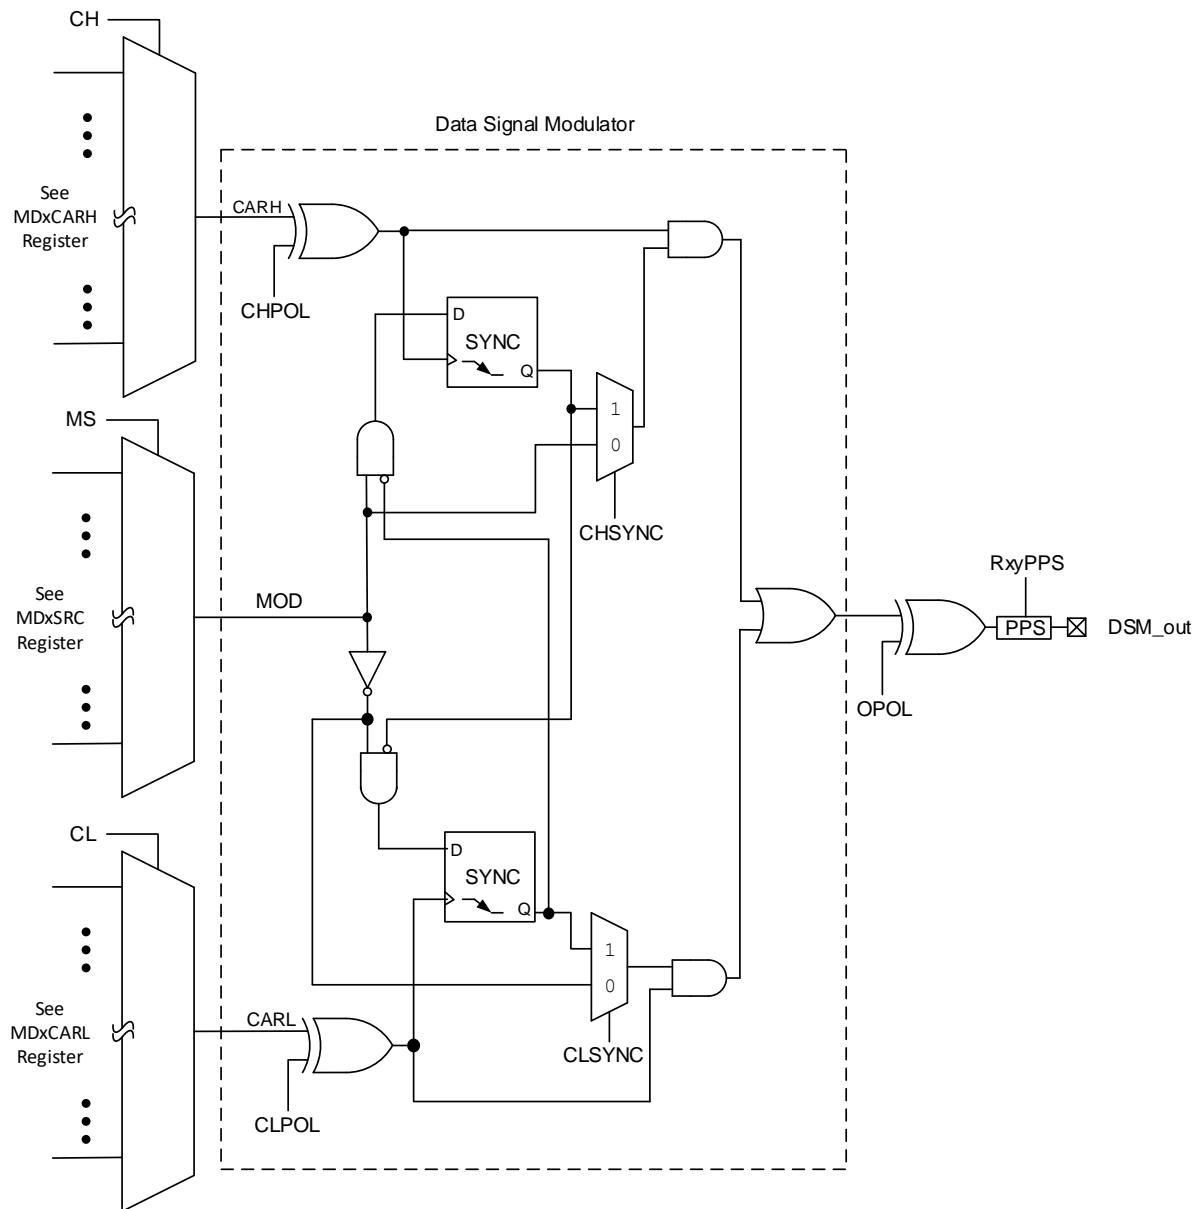 CH
Data Signal Modulator
See
MDxCARH
Register
CARH
CHPOL
D
SYNC
Q
1
0
CHSYNC
MS
See
MDxSRC
Register
MOD
RxyPPS
PPS
DSM_out
OPOL
CL
D
SYNC
Q
1
0
CLSYNC
See
MDxCARL
Register
CARL
CLPOL